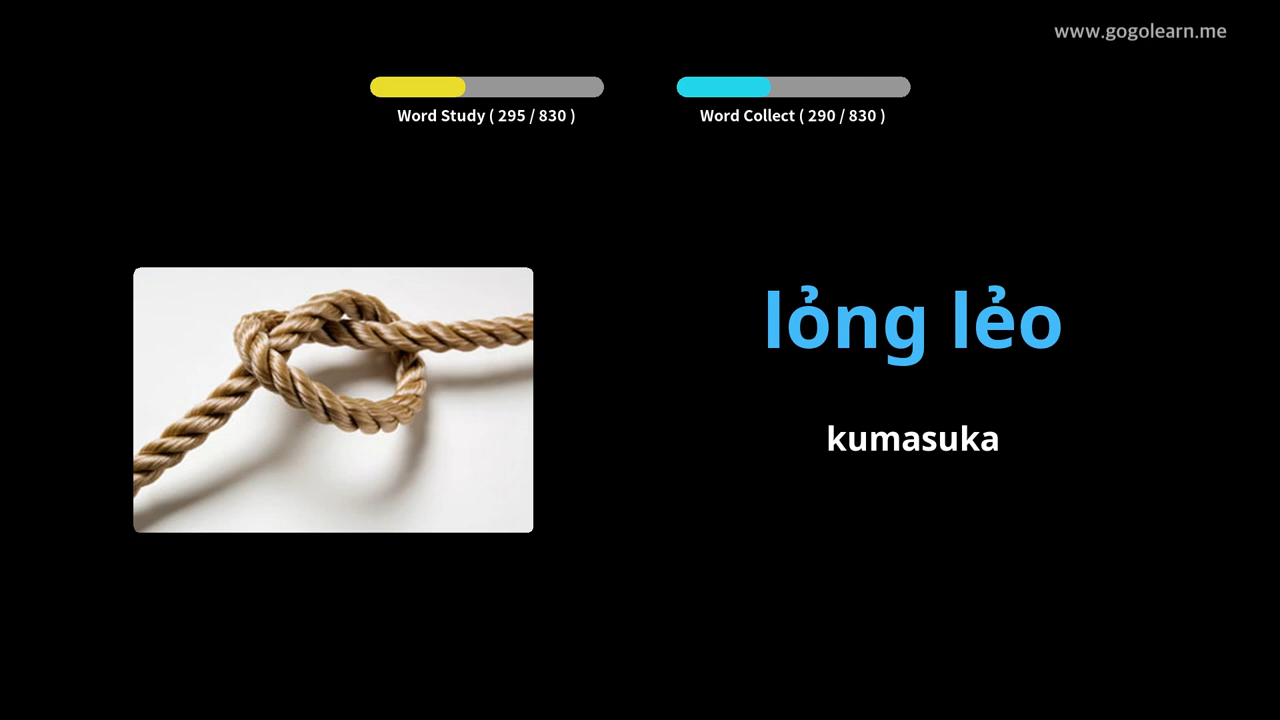 www.gogolearn.me
Word Study ( 295 / 830 )
Word Collect ( 290 / 830 )
lỏng lẻo
kumasuka